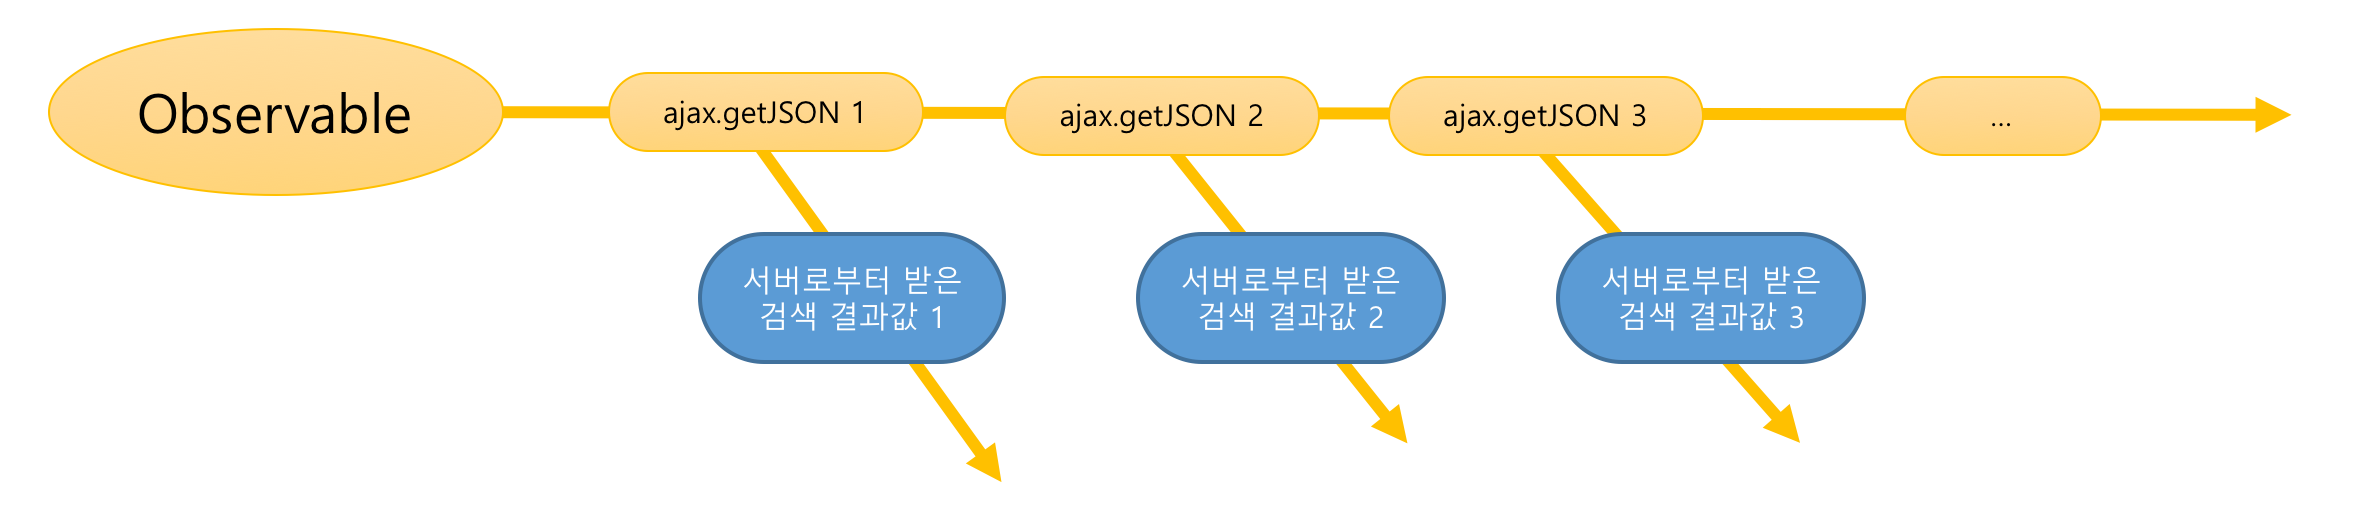 Observable
ajax.getJSON 1
ajax.getJSON 2
ajax.getJSON 3
...
서버로부터 받은
검색 결과값 1
서버로부터 받은
검색 결과값 2
서버로부터 받은
검색 결과값 3